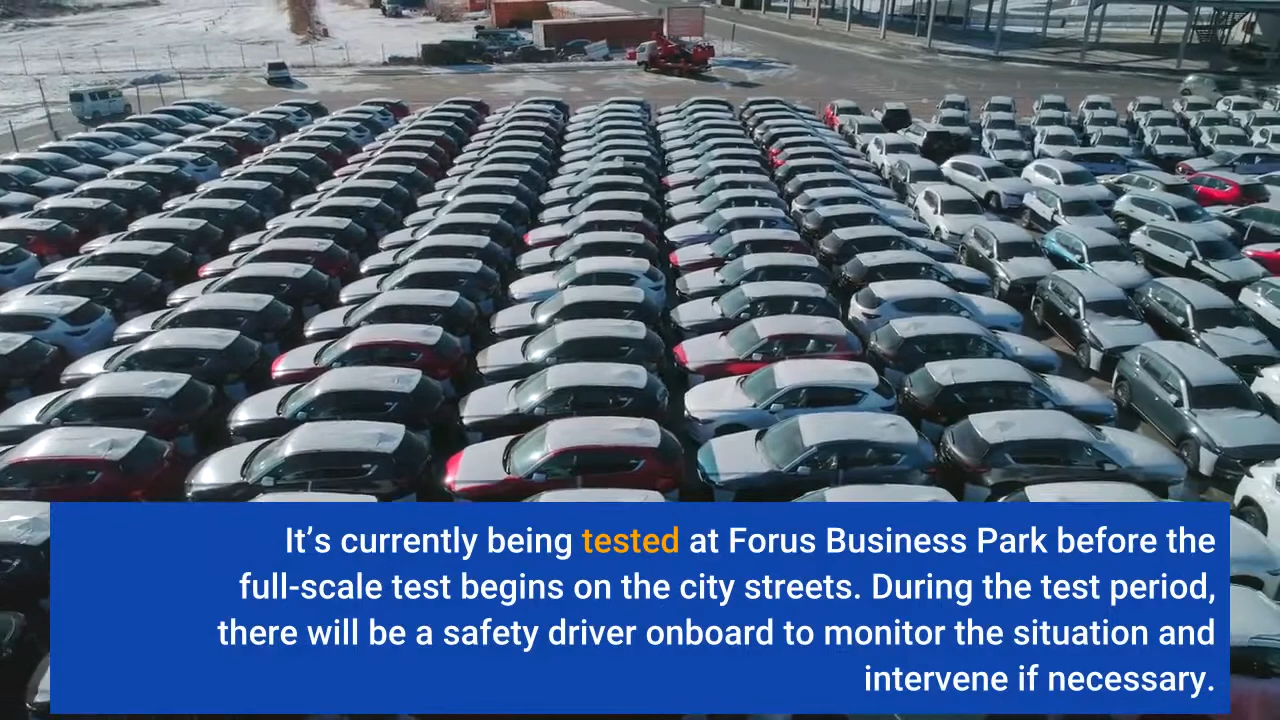 It’s currently being tested at Forus Business Park before the
full-scale test begins on the city streets. During the test period,
there will be a safety driver onboard to monitor the situation and
intervene if necessary.